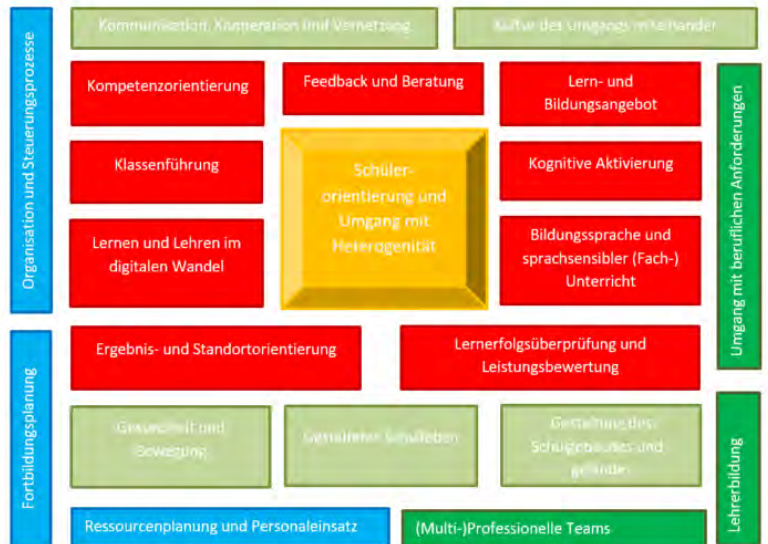 Kommunikation, Kooperation und Vernetzung
Kultur des Umgangs miteinander
Organisation und Steuerungsprozesse
Kompetenzorientierung
Feedback und Beratung
Lern- und
Bildungsangebot
Klassenführung
Schüler-
orientierung und
Umgang mit
Heterogenität
Kognitive Aktivierung
Lernen und Lehren im
digitalen Wandel
Bildungssprache und
sprachsensibler (Fach-)
Unterricht
Umgang mit beruflichen Anforderungen
Fortbildungsplanung
Ergebnis- und Standortorientierung
Lernerfolgsüberprüfung und
Leistungsbewertung
Gesundheit und
Bewegung
Gestaltetes Schulleben
Gestaltung des
Schulgebäudes und
-geländes
Lehrerbildung
Ressourcenplanung und Personaleinsatz
(Multi-)Professionelle Teams